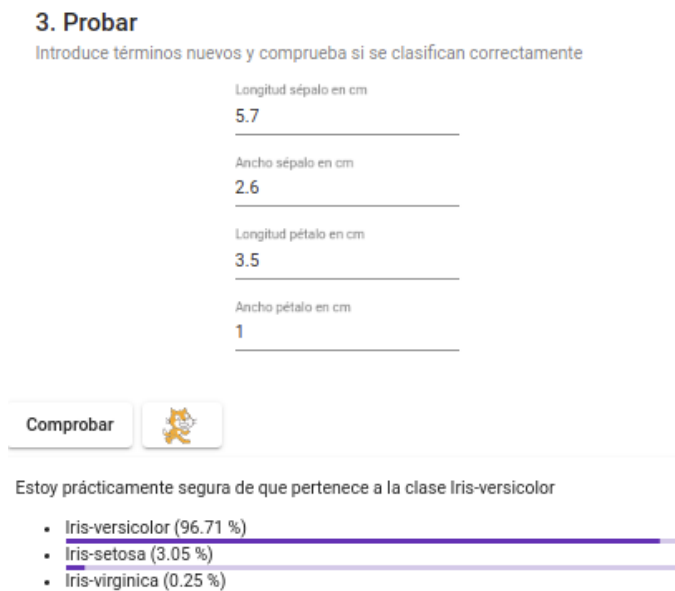 3. Probar
Introduce términos nuevos y comprueba si se clasifican correctamente
Longitud sépalo en cm
5.7
Ancho sépalo en cm
2.6
Longitud pétalo en cm
3.5
Ancho pétalo en cm
1
Comprobar
Estoy prácticamente segura de que pertenece a la clase Iris-versicolor
• Iris-versicolor (96.71 %)
• Iris-setosa (3.05 %)
• Iris-virginica (0.25 %)